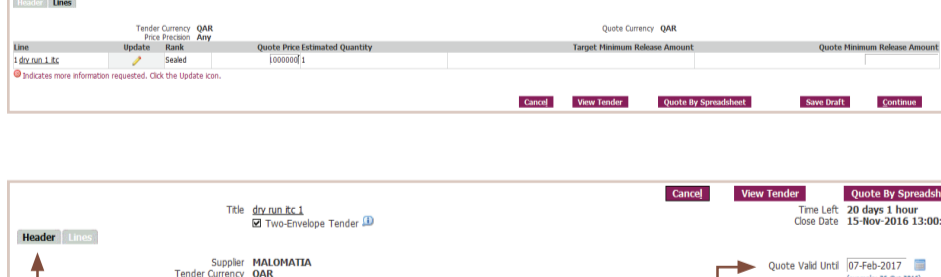 Header Lines
Tender Currency QAR Quote Currency QAR
Price Precision Any
Line Update Rank Quote Price Estimated Quantity Target Minimum Release Amount Quote Minimum Release Amount
1 dry run 1 itc Sealed 1000000 1
Indicates more information requested. Click the Update icon.
Cancel View Tender Quote By Spreadsheet Save Draft Continue
Cancel View Tender Quote By Spreadsh
Title dry run itc 1 Time Left 20 days 1 hour
Two-Envelope Tender Close Date 15-Nov-2016 13:00:
Header Lines
Supplier MALOMATIA Quote Valid Until 07-Feb-2017
Tender Currency QAR